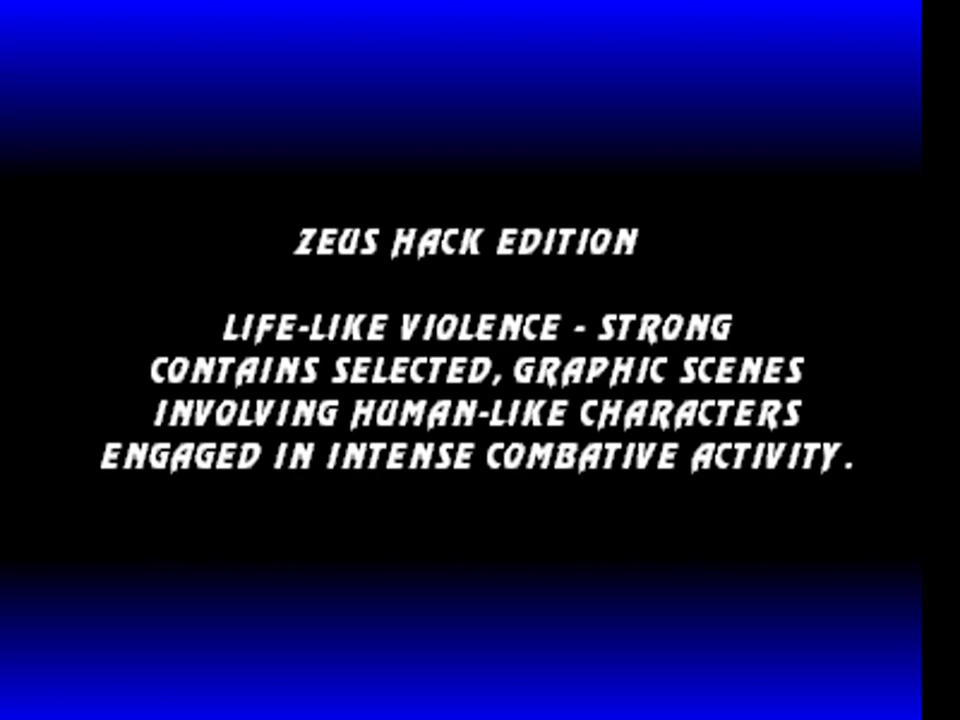 ZEUS HACK EDITION
LIFE-LIKE VIOLENCE - STRONG
CONTAINS SELECTED, GRAPHIC SCENES
INVOLVING HUMAN-LIKE CHARACTERS
ENGAGED IN INTENSE COMBATIVE ACTIVITY.